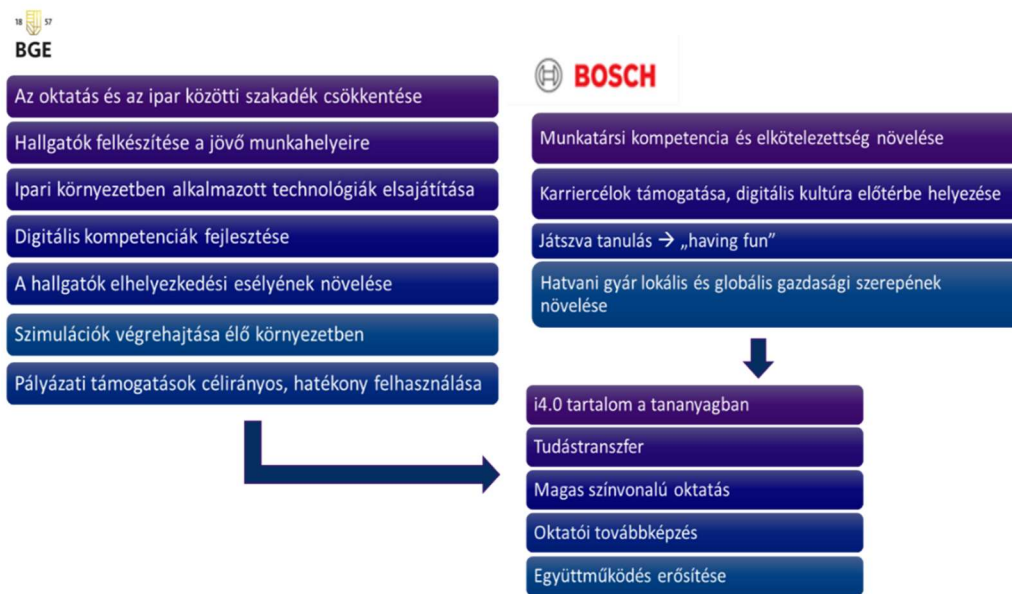 18 57
BGE
Az oktatás és az ipar közötti szakadék csökkentése
Hallgatók felkészítése a jövő munkahelyeire
Ipari környezetben alkalmazott technológiák elsajátítása
Digitális kompetenciák fejlesztése
A hallgatók elhelyezkedési esélyének növelése
Szimulációk végrehajtása élő környezetben
Pályázati támogatások célirányos, hatékony felhasználása
BOSCH
Munkatársi kompetencia és elkötelezettség növelése
Karriercélok támogatása, digitális kultúra előtérbe helyezése
Játszva tanulás → „having fun”
Hatvani gyár lokális és globális gazdasági szerepének
növelése
i4.0 tartalom a tananyagban
Tudástranszfer
Magas színvonalú oktatás
Oktatói továbbképzés
Együttműködés erősítése